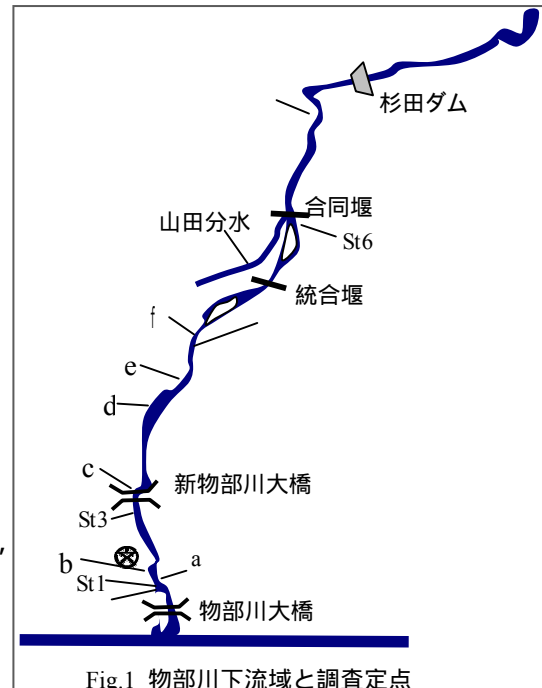 杉田ダム
合同堰
山田分水
St6
統合堰
f
e
d
c
新物部川大橋
St3
b
a
St1
物部川大橋
Fig.1 物部川下流域と調査定点